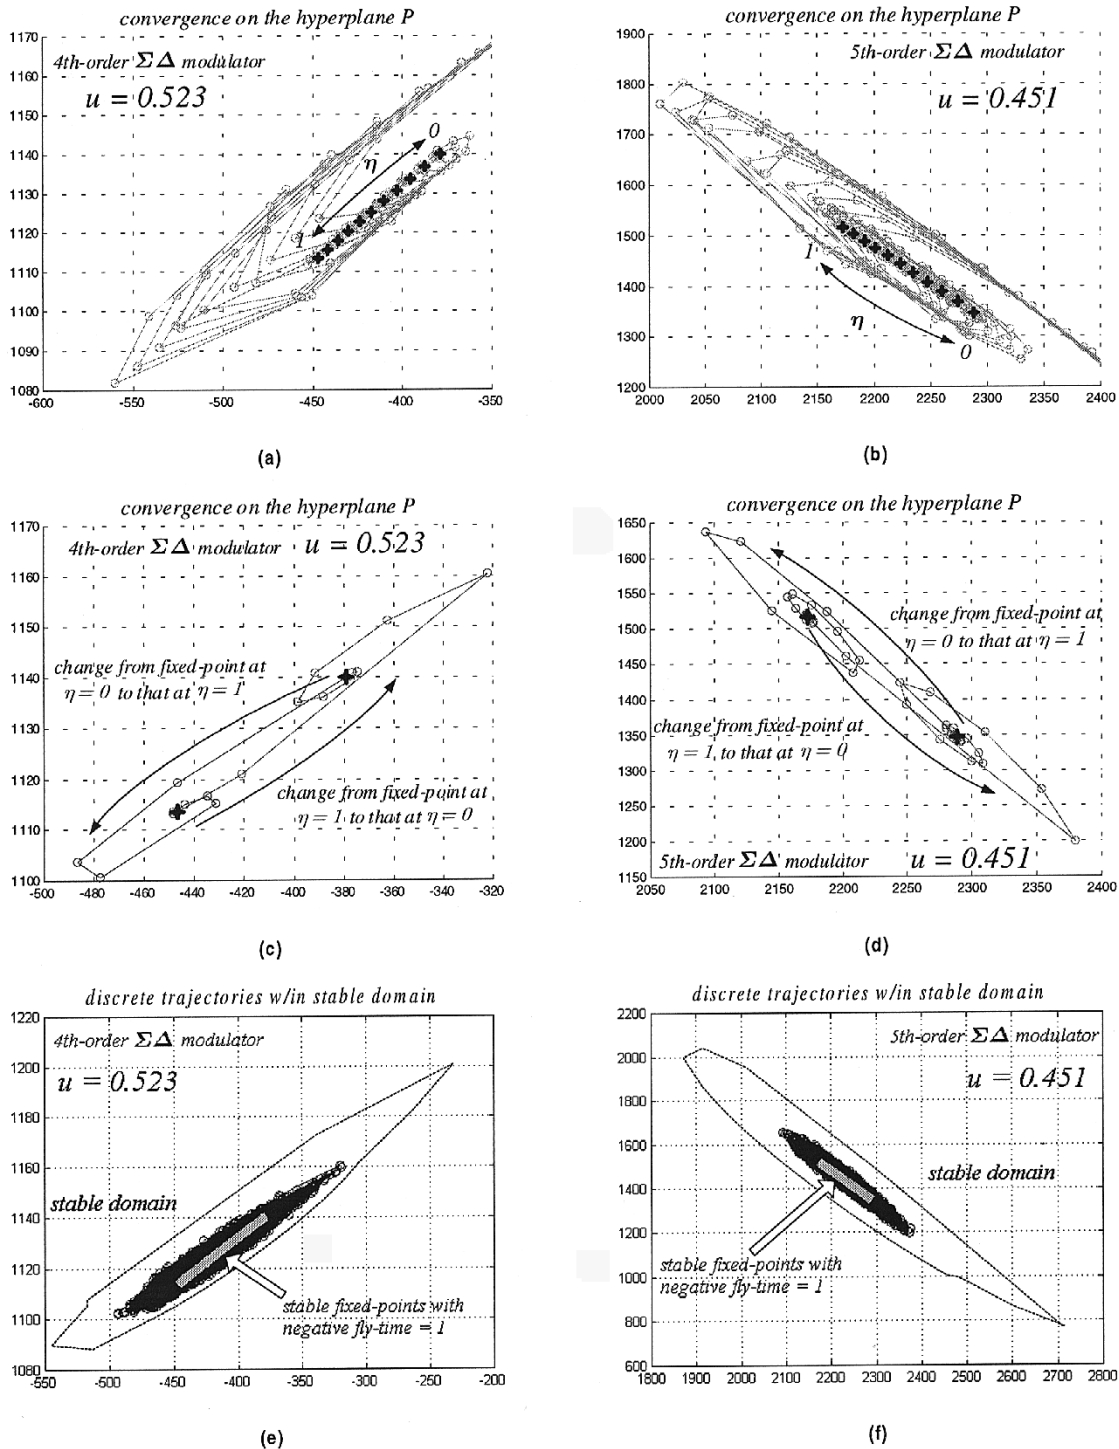 convergence on the hyperplane P
4th-order ΣΔ modulator
u = 0.523
η
0
1
1170
1160
1150
1140
1130
1120
1110
1100
1090
1080
-600
-550
-500
-450
-400
-350
(a)
convergence on the hyperplane P
5th-order ΣΔ modulator
u = 0.451
1
η
0
1900
1800
1700
1600
1500
1400
1300
1200
2000
2050
2100
2150
2200
2250
2300
2350
2400
(b)
convergence on the hyperplane P
4th-order ΣΔ modulator u = 0.523
change from fixed-point at
η = 0 to that at η = 1
change from fixed-point at
η = 1 to that at η = 0
1170
1160
1150
1140
1130
1120
1110
1100
-500
-480
-460
-440
-420
-400
-380
-360
-340
-320
(c)
convergence on the hyperplane P
change from fixed-point at
η = 0 to that at η = 1
change from fixed-point at
η = 1 to that at η = 0
5th-order ΣΔ modulator u = 0.451
1650
1600
1550
1500
1450
1400
1350
1300
1250
1200
1150
2050
2100
2150
2200
2250
2300
2350
2400
(d)
discrete trajectories w/in stable domain
4th-order ΣΔ modulator
u = 0.523
stable domain
stable fixed-points with
negative fly-time = 1
1220
1200
1180
1160
1140
1120
1100
1080
-550
-500
-450
-400
-350
-300
-250
-200
(e)
discrete trajectories w/in stable domain
5th-order ΣΔ modulator
u = 0.451
stable domain
stable fixed-points with
negative fly-time = 1
2200
2000
1800
1600
1400
1200
1000
800
600
1800
1900
2000
2100
2200
2300
2400
2500
2600
2700
2800
(f)